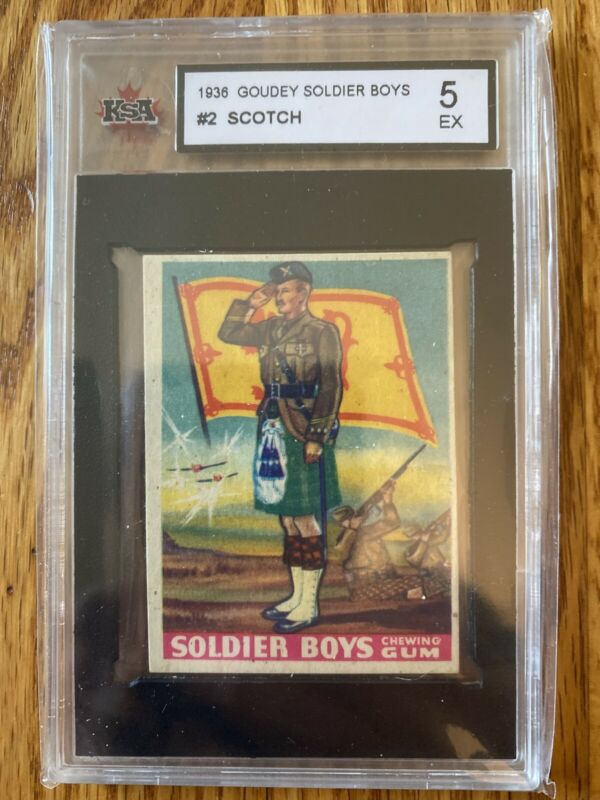 KSA
1936 GOUDEY SOLDIER BOYS
#2 SCOTCH
5
EX
SOLDIER BOYS CHEWING GUM